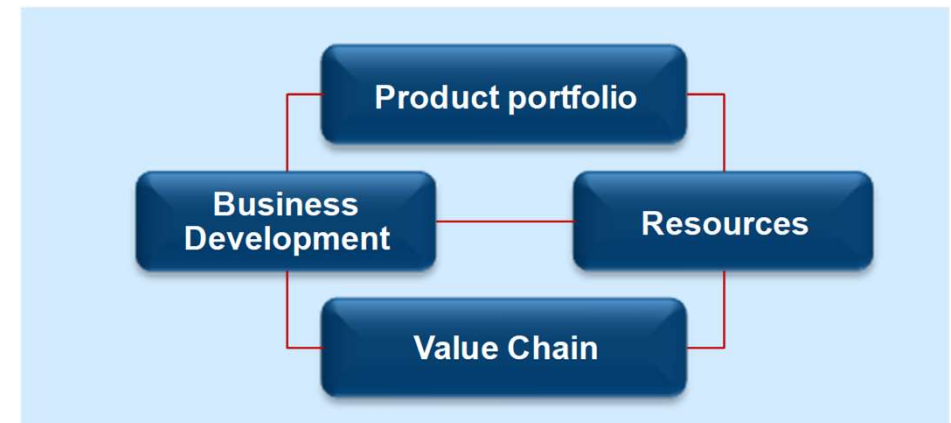 Product portfolio
Business
Development
Resources
Value Chain